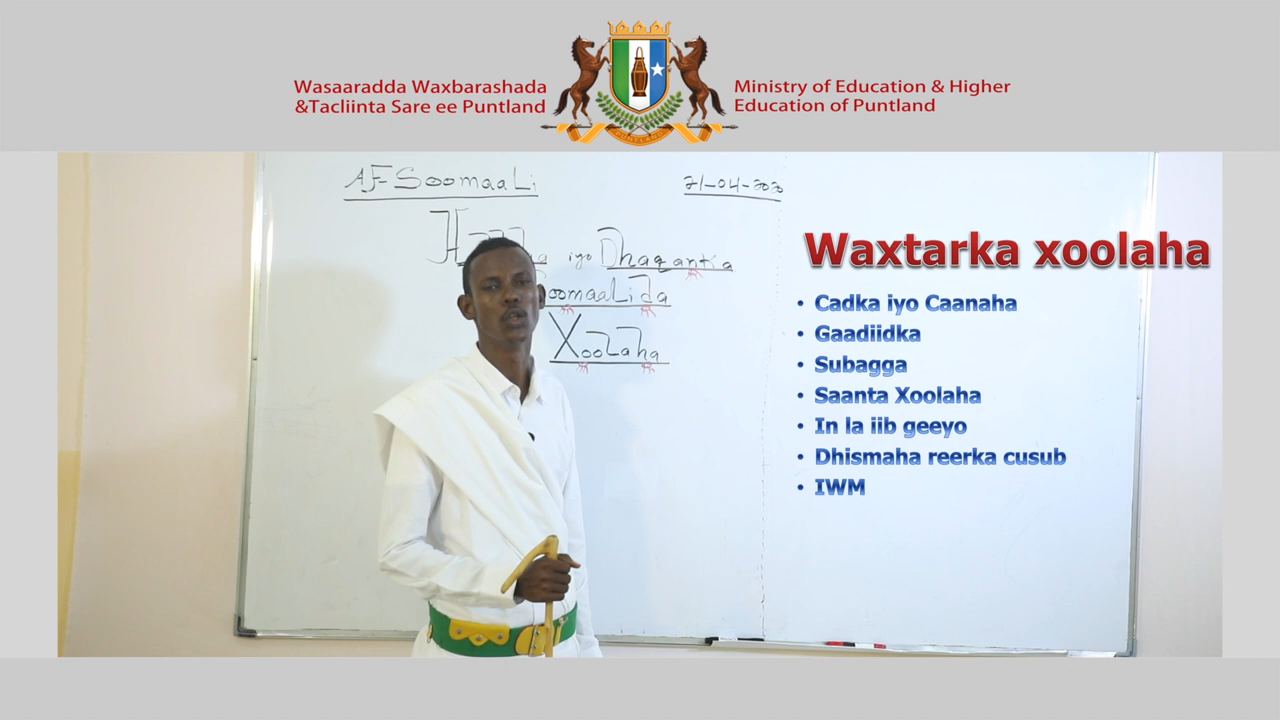 Wasaaradda Waxbarashada
&Tacliinta Sare ee Puntland
Ministry of Education & Higher
Education of Puntland
AF-Soomaali
21-04-2020
iyo Dhaqanka
Soomaalida
Xoolaha
Waxtarka xoolaha
• Cadka iyo Caanaha
• Gaadiidka
• Subagga
• Saanta Xoolaha
• In la iib geeyo
• Dhismaha reerka cusub
• IWM